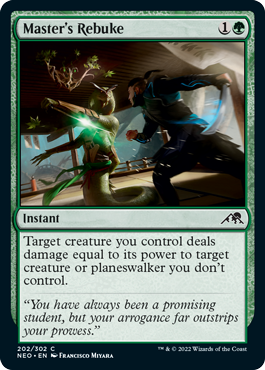 Master's Rebuke 1
Instant
Target creature you control deals
damage equal to its power to target
creature or planeswalker you don't
control.
"You have always been a promising
student, but your arrogance far outstrips
your prowess."
202/302 C
NEO • EN Francisco Miyara ™ & © 2022 Wizards of the Coast